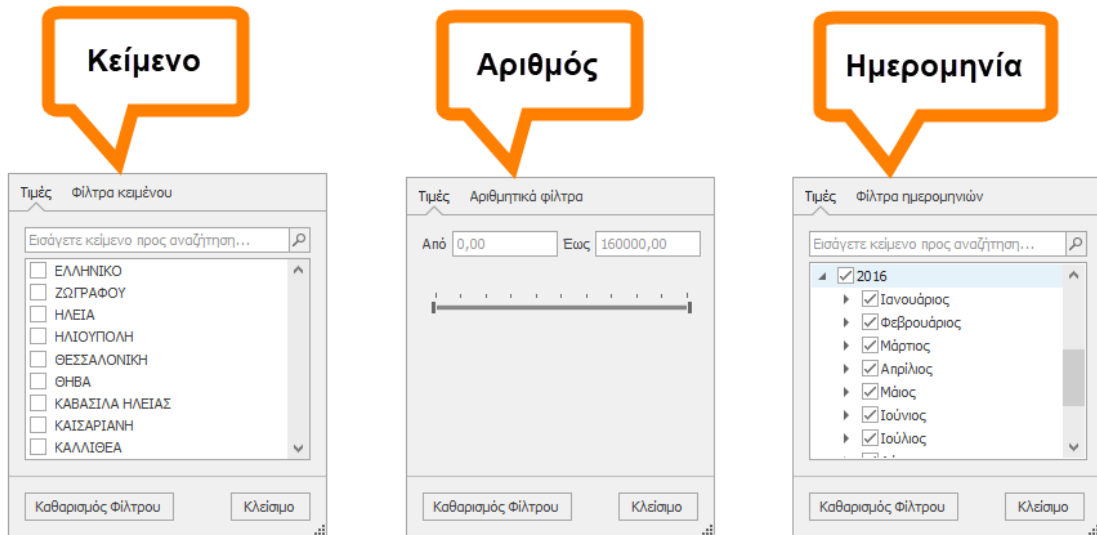 Κείμενο
Τιμές Φίλτρα κειμένου
Εισάγετε κείμενο προς αναζήτηση...
ΕΛΛΗΝΙΚΟ
ΖΩΓΡΑΦΟΥ
ΗΛΕΙΑ
ΗΛΙΟΥΠΟΛΗ
ΘΕΣΣΑΛΟΝΙΚΗ
ΘΗΒΑ
ΚΑΒΑΣΙΛΑ ΗΛΕΙΑΣ
ΚΑΙΣΑΡΙΑΝΗ
ΚΑΛΛΙΘΕΑ
Καθαρισμός Φίλτρου Κλείσιμο
Αριθμός
Τιμές Αριθμητικά φίλτρα
Από 0,00 Έως 160000,00
Καθαρισμός Φίλτρου Κλείσιμο
Ημερομηνία
Τιμές Φίλτρα ημερομηνιών
Εισάγετε κείμενο προς αναζήτηση...
2016
Ιανουάριος
Φεβρουάριος
Μάρτιος
Απρίλιος
Μάιος
Ιούνιος
Ιούλιος
Καθαρισμός Φίλτρου Κλείσιμο